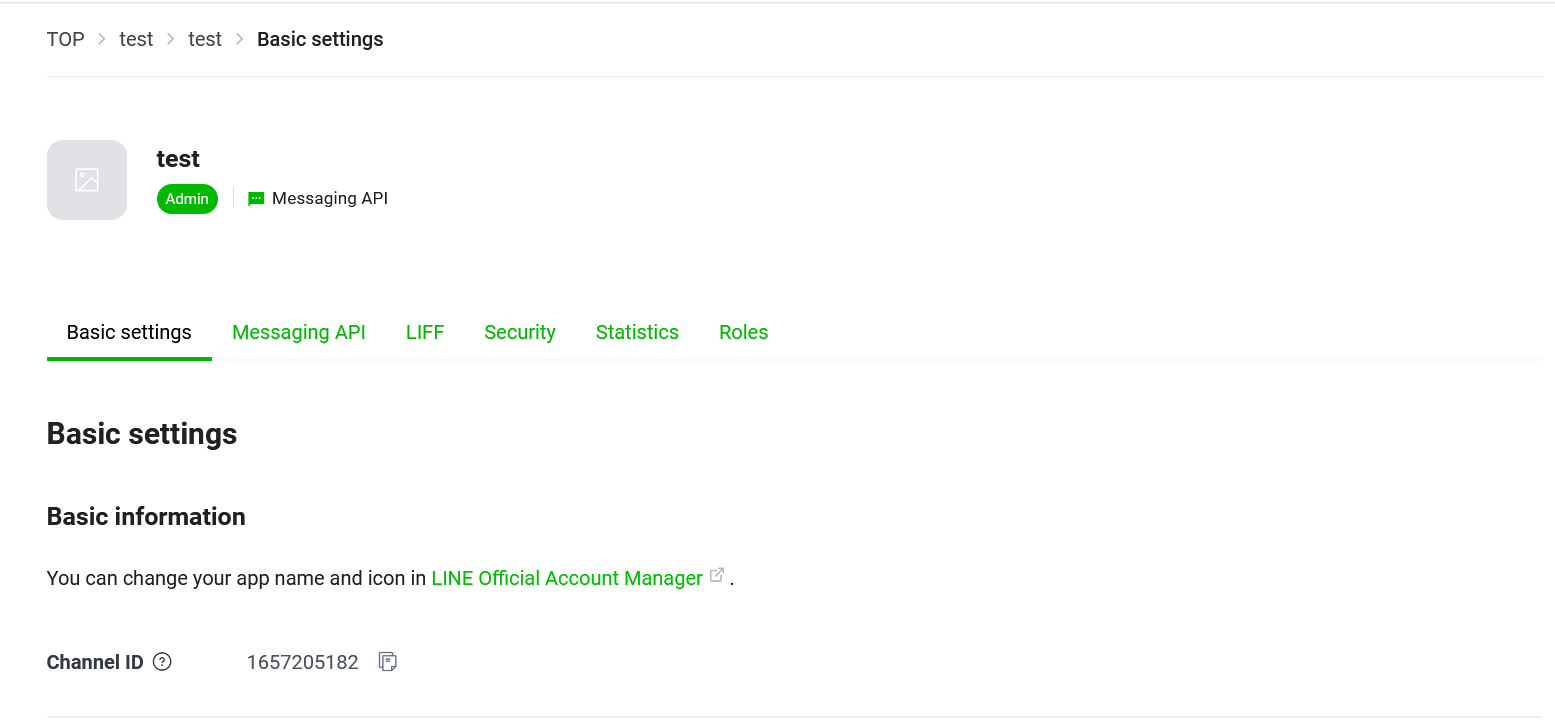 TOP > test > test > Basic settings
test
Admin Messaging API
Basic settings Messaging API LIFF Security Statistics Roles
Basic settings
Basic information
You can change your app name and icon in LINE Official Account Manager .
Channel ID ? 1657205182